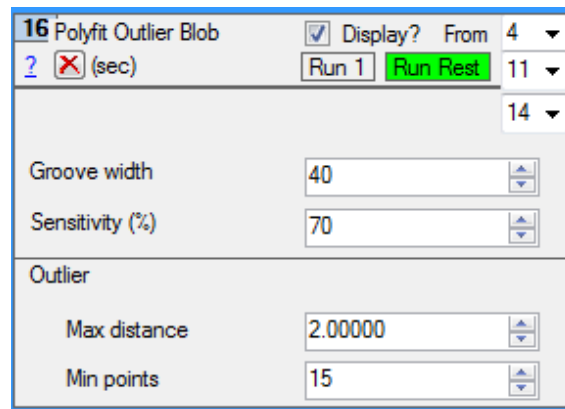 16 Polyfit Outlier Blob Display? From 4
? (sec) Run 1 Run Rest 11
14
Groove width 40
Sensitivity (%) 70
Outlier
Max distance 2.00000
Min points 15